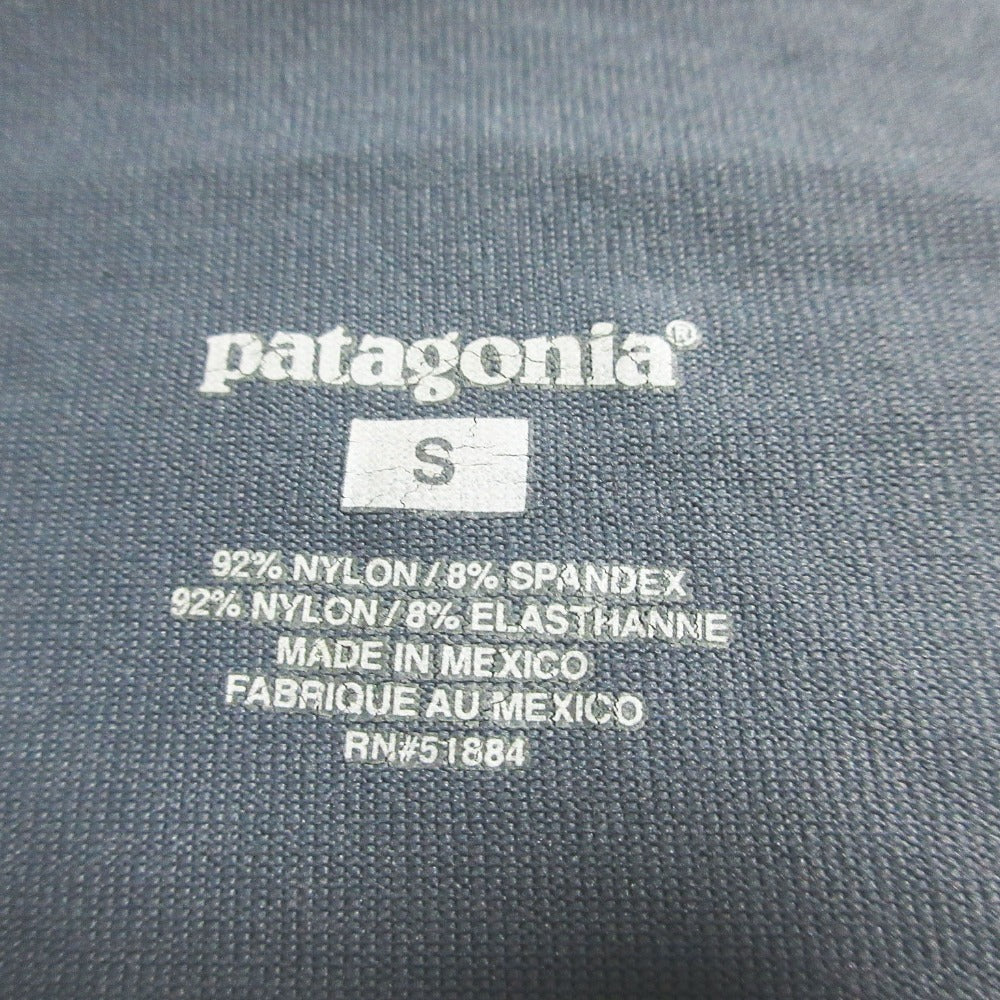 patagonia®
S
92% NYLON / 8% SPANDEX
92% NYLON / 8% ELASTHANNE
MADE IN MEXICO
FABRIQUE AU MEXICO
RN#51884